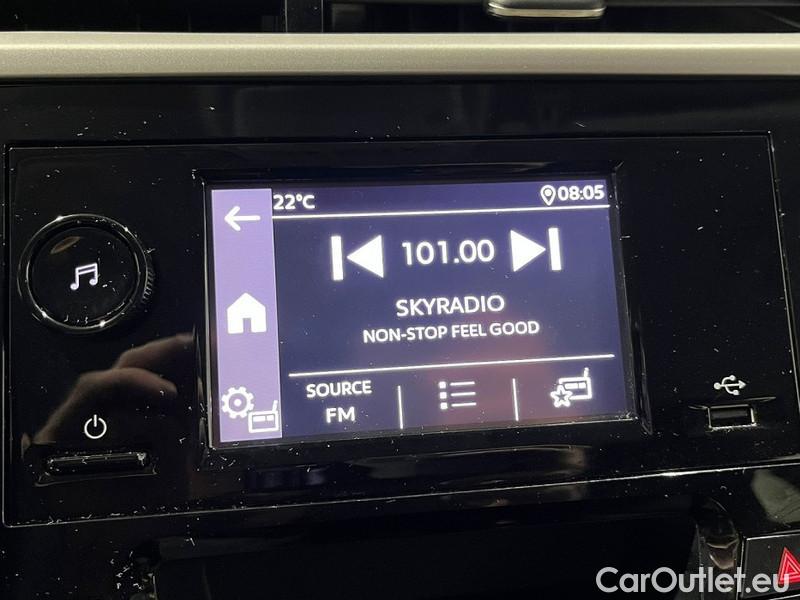 22°C
08:05
101.00
SKYRADIO
NON-STOP FEEL GOOD
SOURCE
FM
CarOutlet.eu